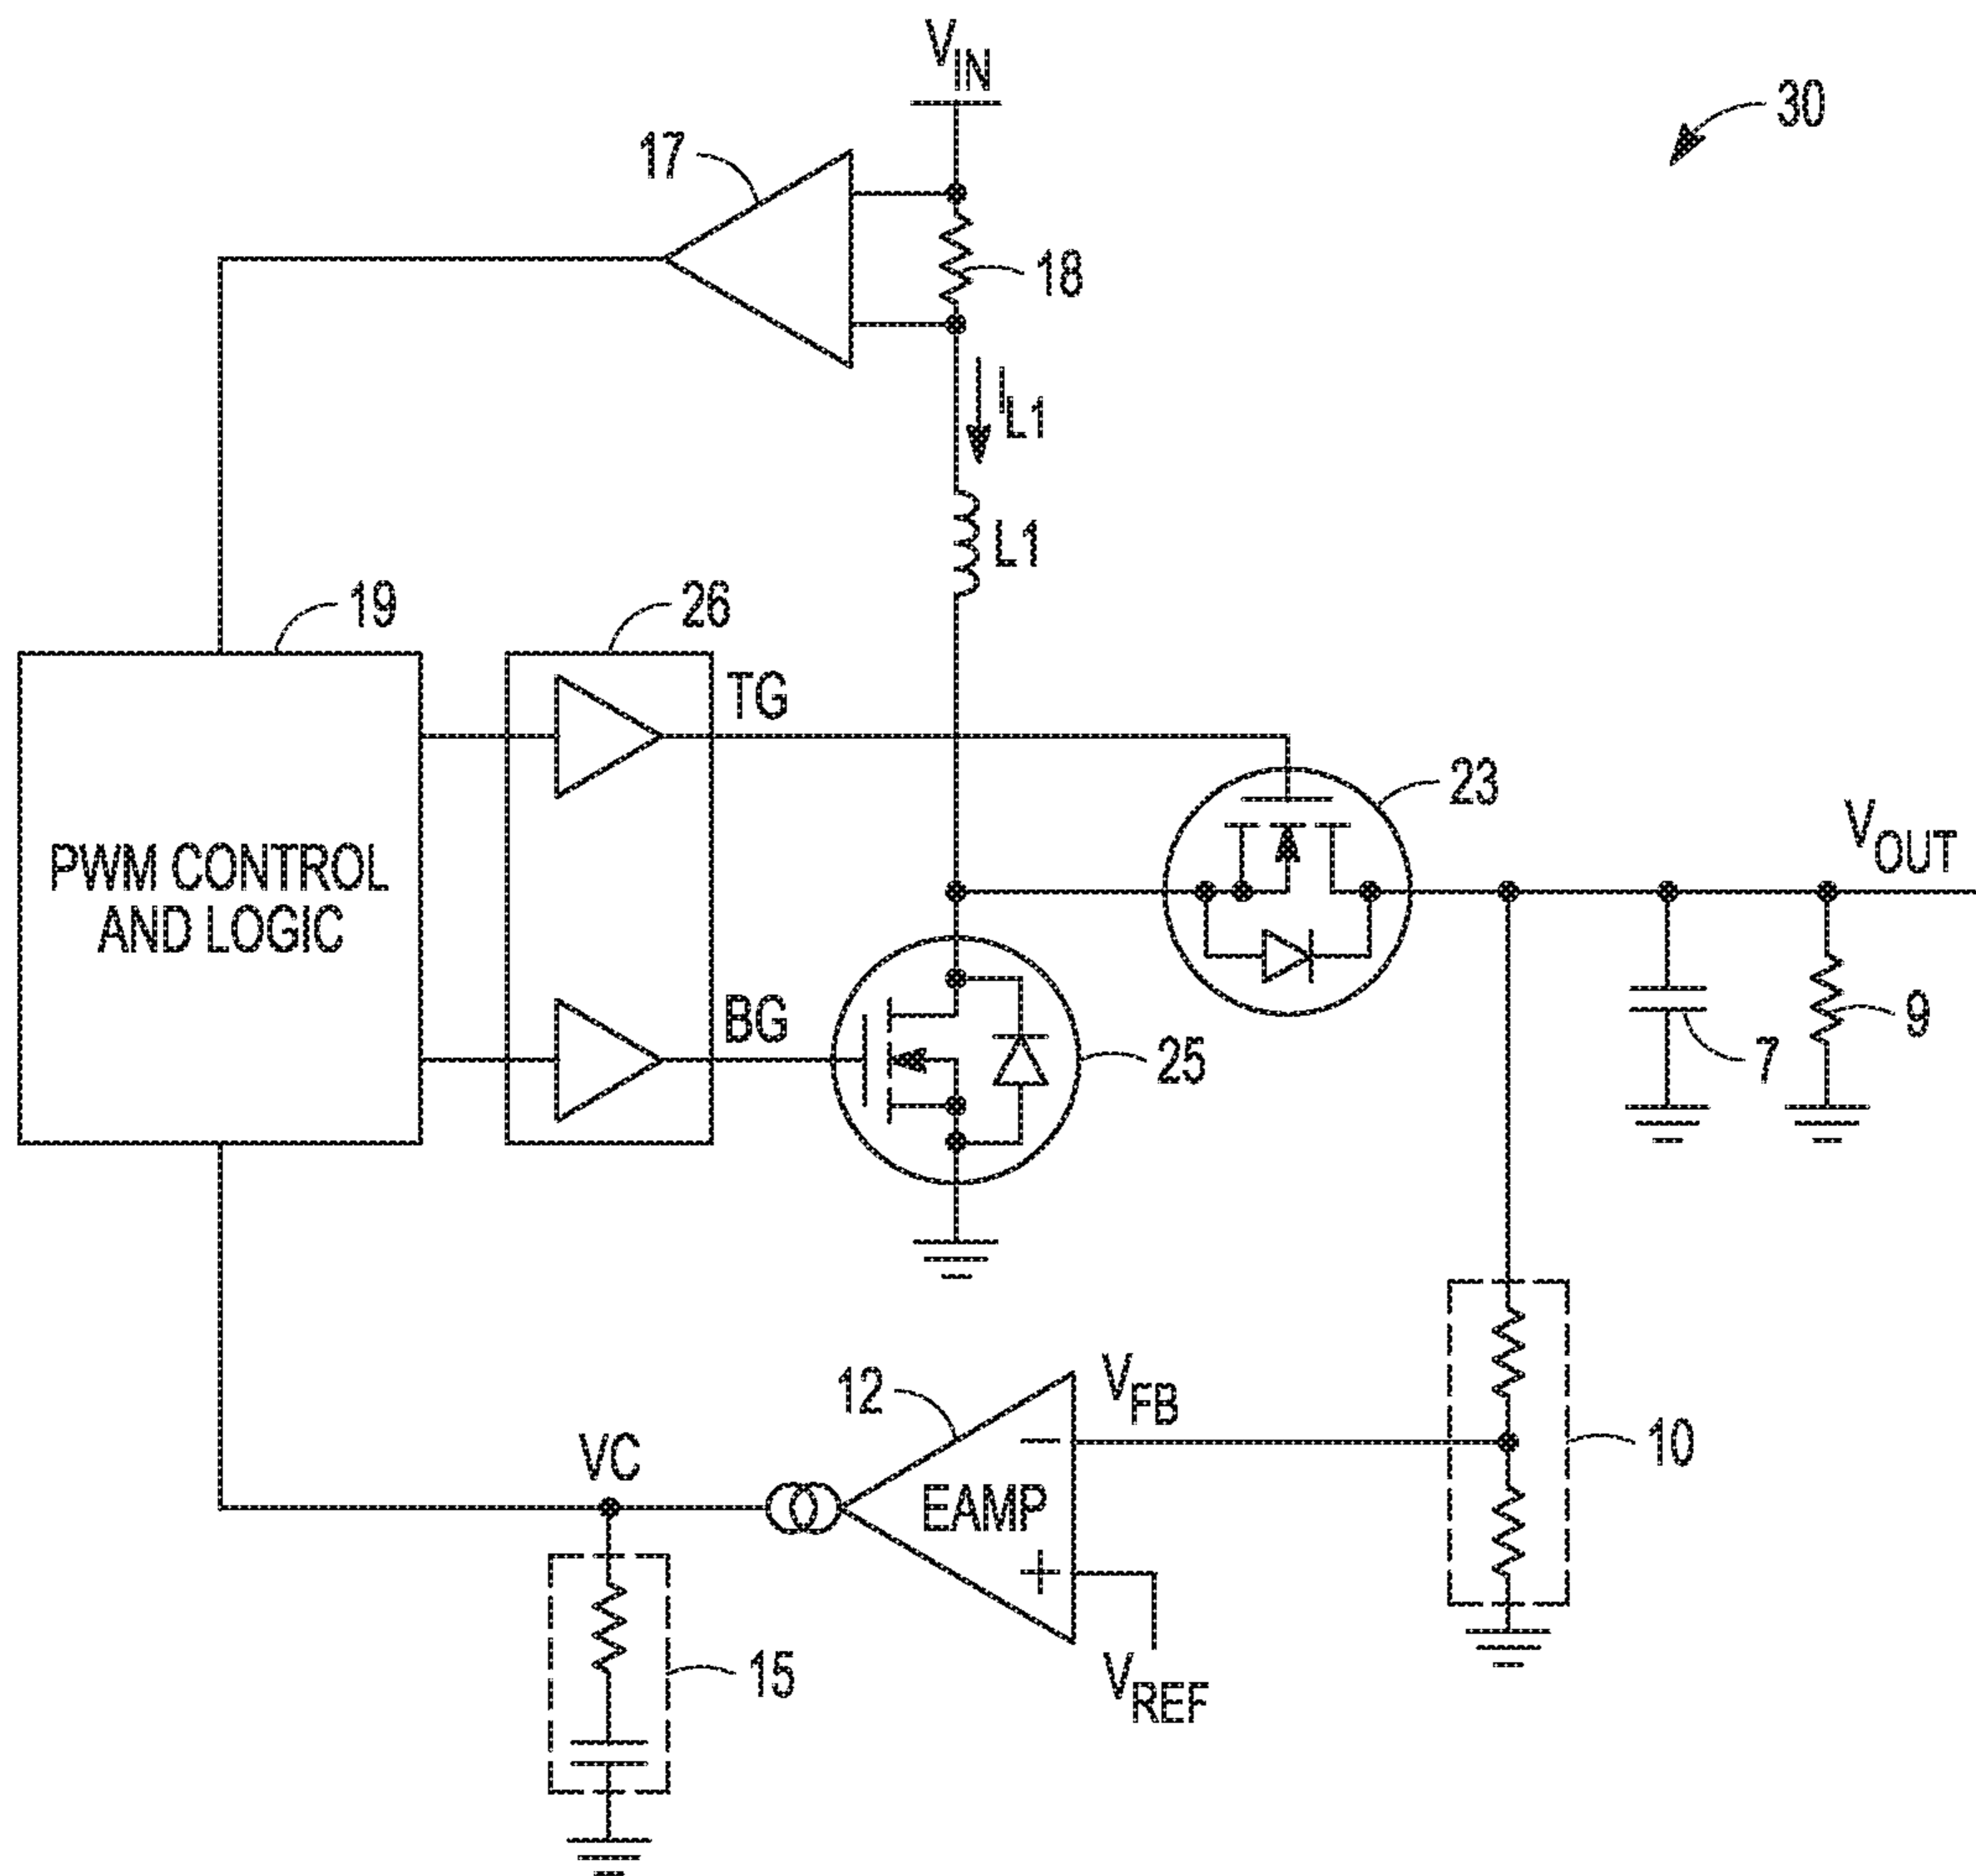 VIN
30
17
18
IL1
L1
19
26
TG
23
VOUT
PWM CONTROL
AND LOGIC
BG
25
7
9
12
VFB
10
VC
EAMP
15
VREF